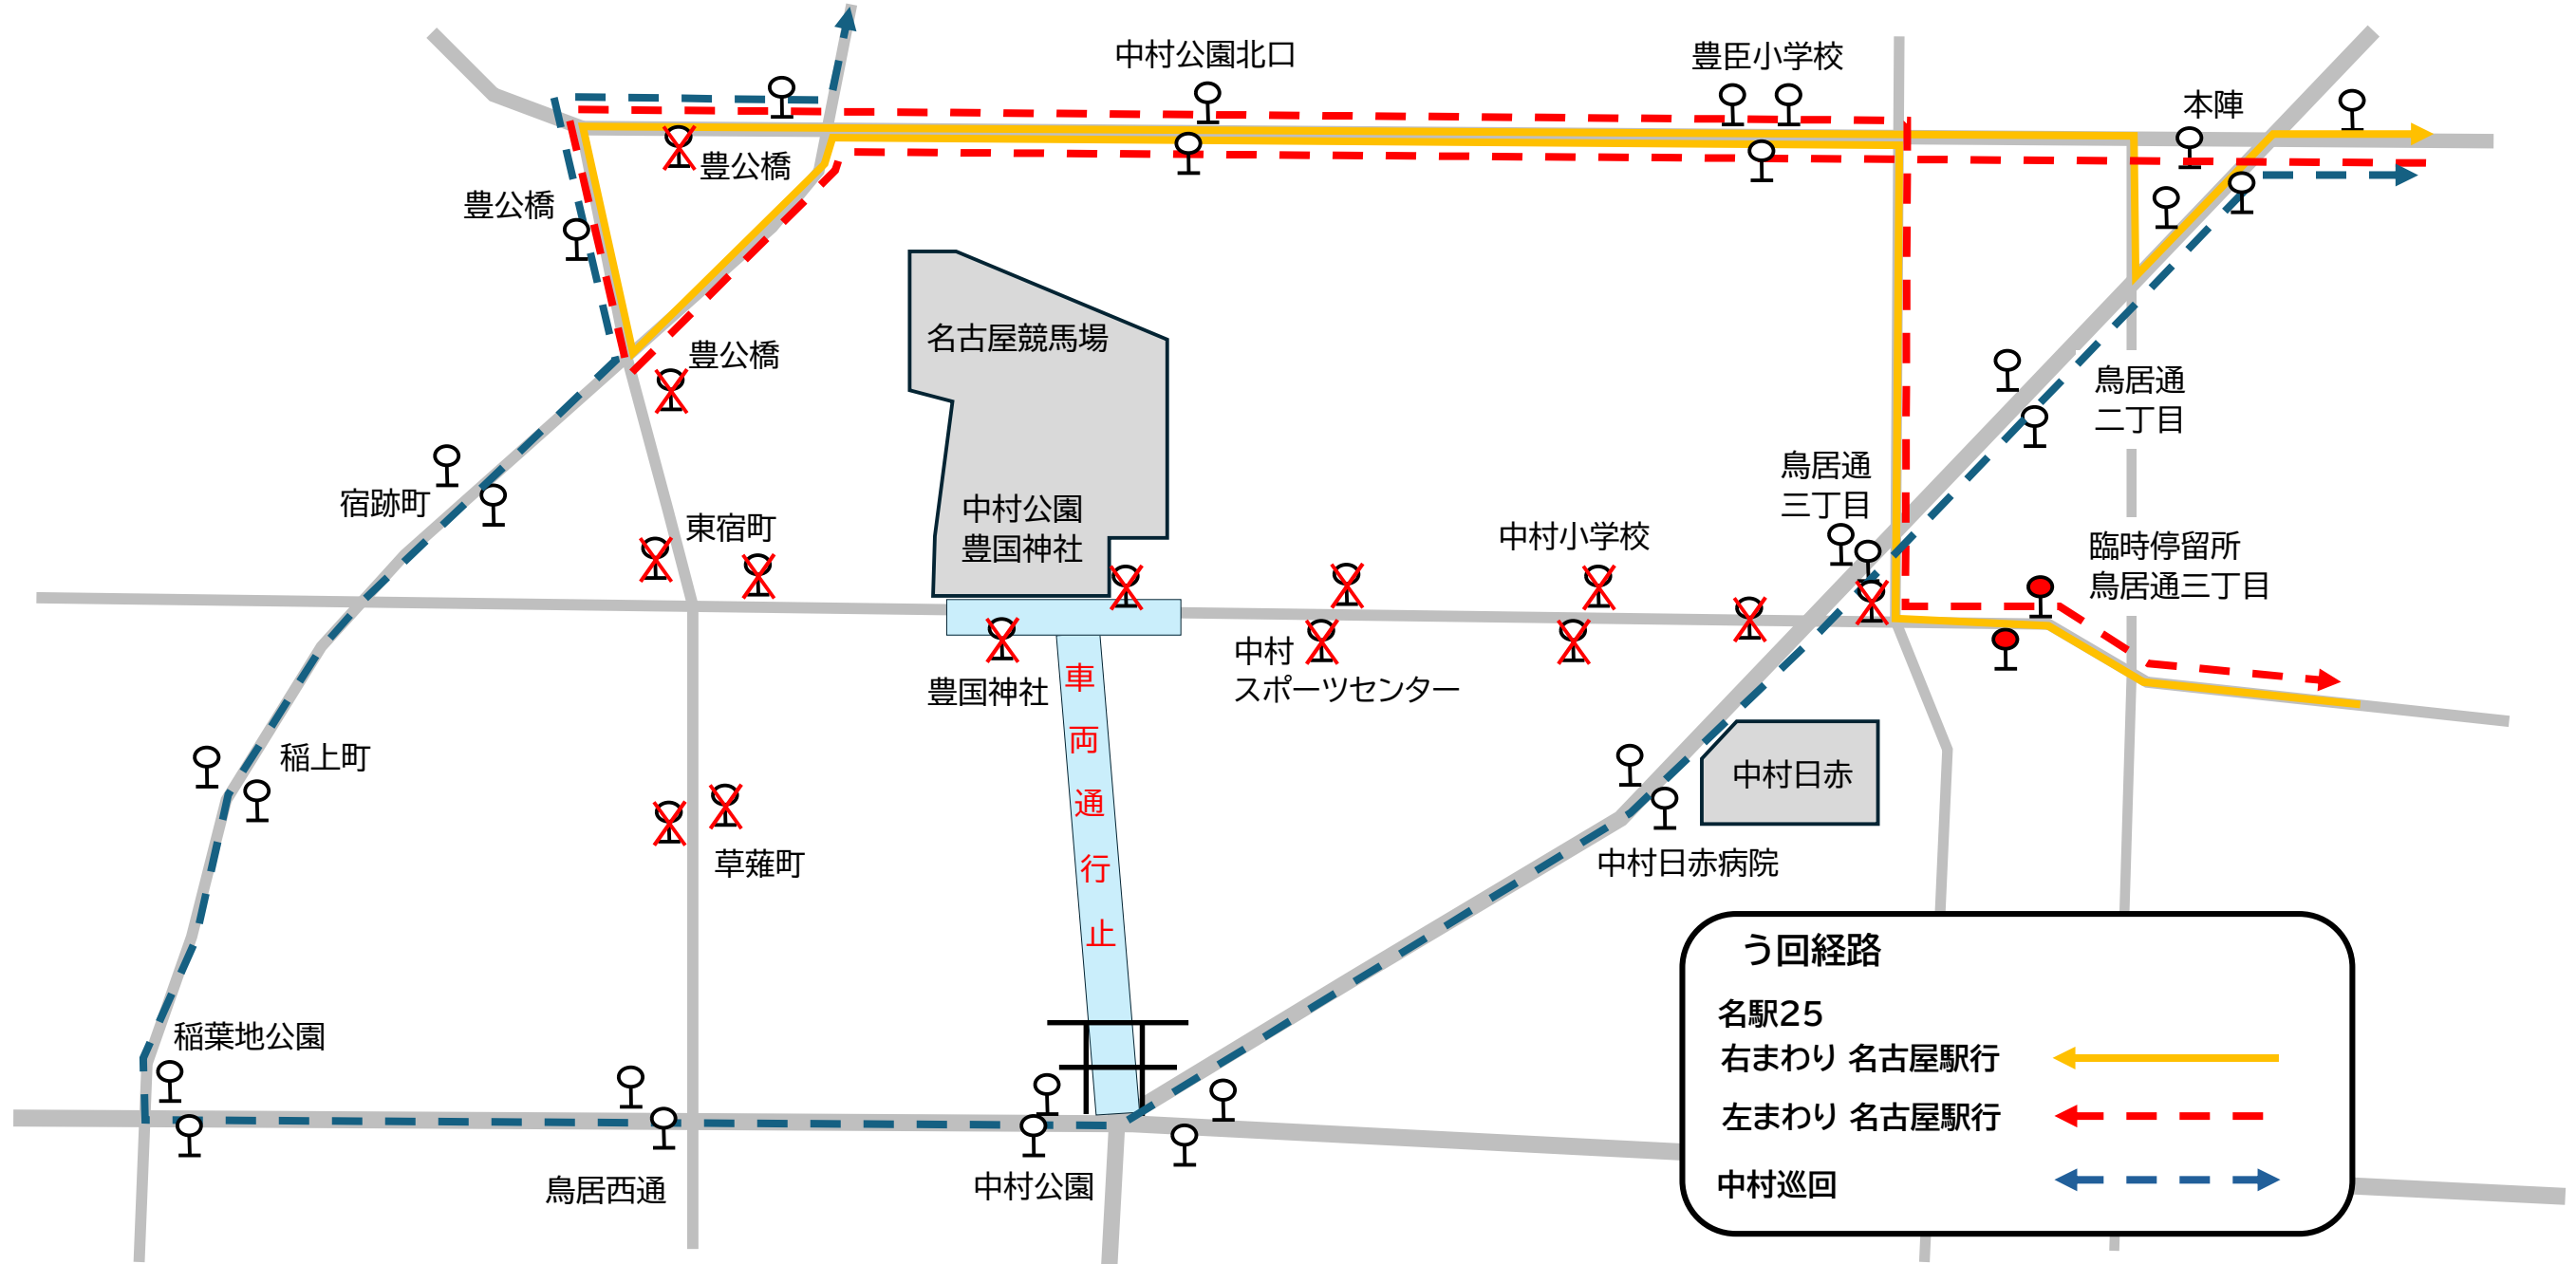 中村公園北口
豊臣小学校
本陣
豊公橋
豊公橋
豊公橋
名古屋競馬場
鳥居通
二丁目
鳥居通
三丁目
宿跡町
東宿町
中村公園
豊国神社
中村小学校
臨時停留所
鳥居通三丁目
中村
スポーツセンター
豊国神社
車
両
通
行
止
稲上町
中村日赤
草薙町
中村日赤病院
稲葉地公園
鳥居西通
中村公園
う回経路
名駅25
右まわり 名古屋駅行
左まわり 名古屋駅行
中村巡回